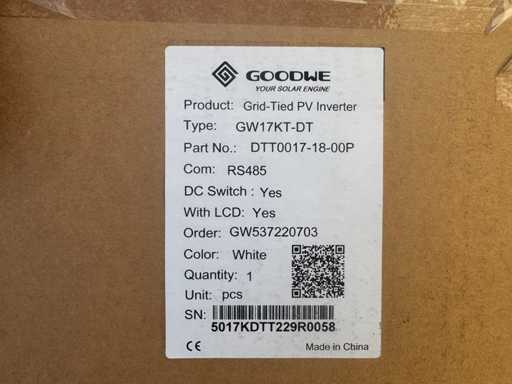 GOODWE
YOUR SOLAR ENGINE
Product: Grid-Tied PV Inverter
Type: GW17KT-DT
Part No.: DTT0017-18-00P
Com: RS485
DC Switch : Yes
With LCD: Yes
Order: GW537220703
Color: White
Quantity: 1
Unit: pcs
SN:
5017KDTT229R0058
CE Made in China